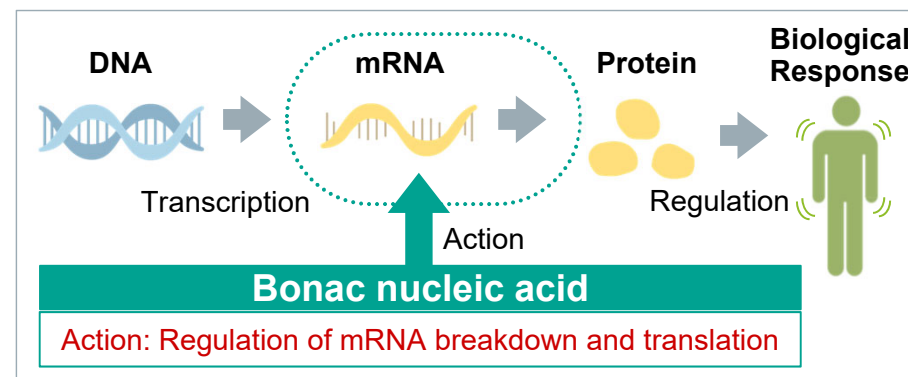 DNA
mRNA
Protein
Biological
Response
Transcription
Regulation
Action
Bonac nucleic acid
Action: Regulation of mRNA breakdown and translation